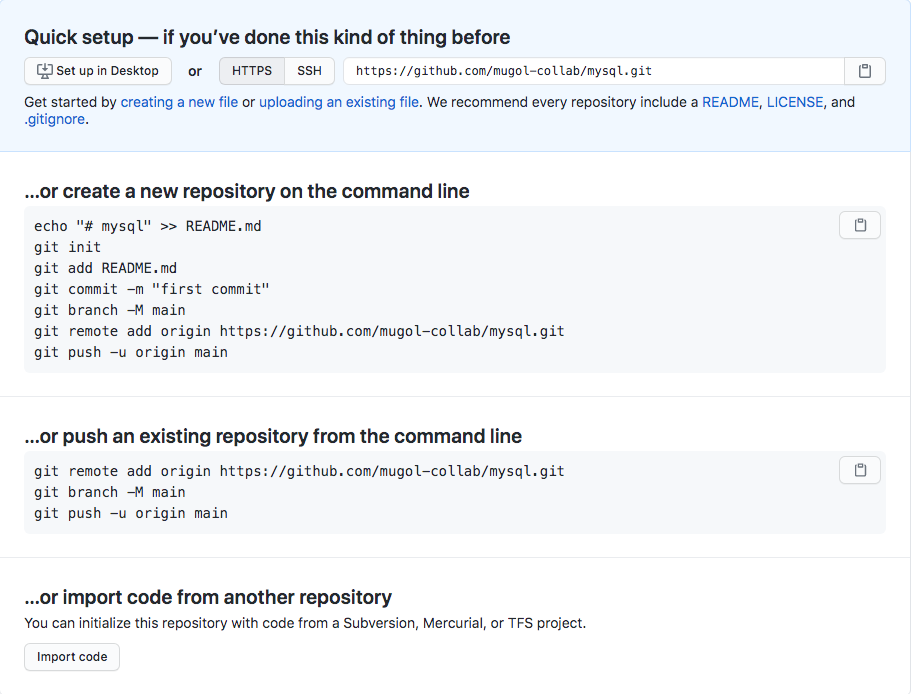 Quick setup — if you’ve done this kind of thing before
Set up in Desktop or HTTPS SSH https://github.com/mugol-collab/mysql.git
Get started by creating a new file or uploading an existing file. We recommend every repository include a README, LICENSE, and
.gitignore.
...or create a new repository on the command line
echo "# mysql" >> README.md
git init
git add README.md
git commit -m "first commit"
git branch -M main
git remote add origin https://github.com/mugol-collab/mysql.git
git push -u origin main
...or push an existing repository from the command line
git remote add origin https://github.com/mugol-collab/mysql.git
git branch -M main
git push -u origin main
...or import code from another repository
You can initialize this repository with code from a Subversion, Mercurial, or TFS project.
Import code